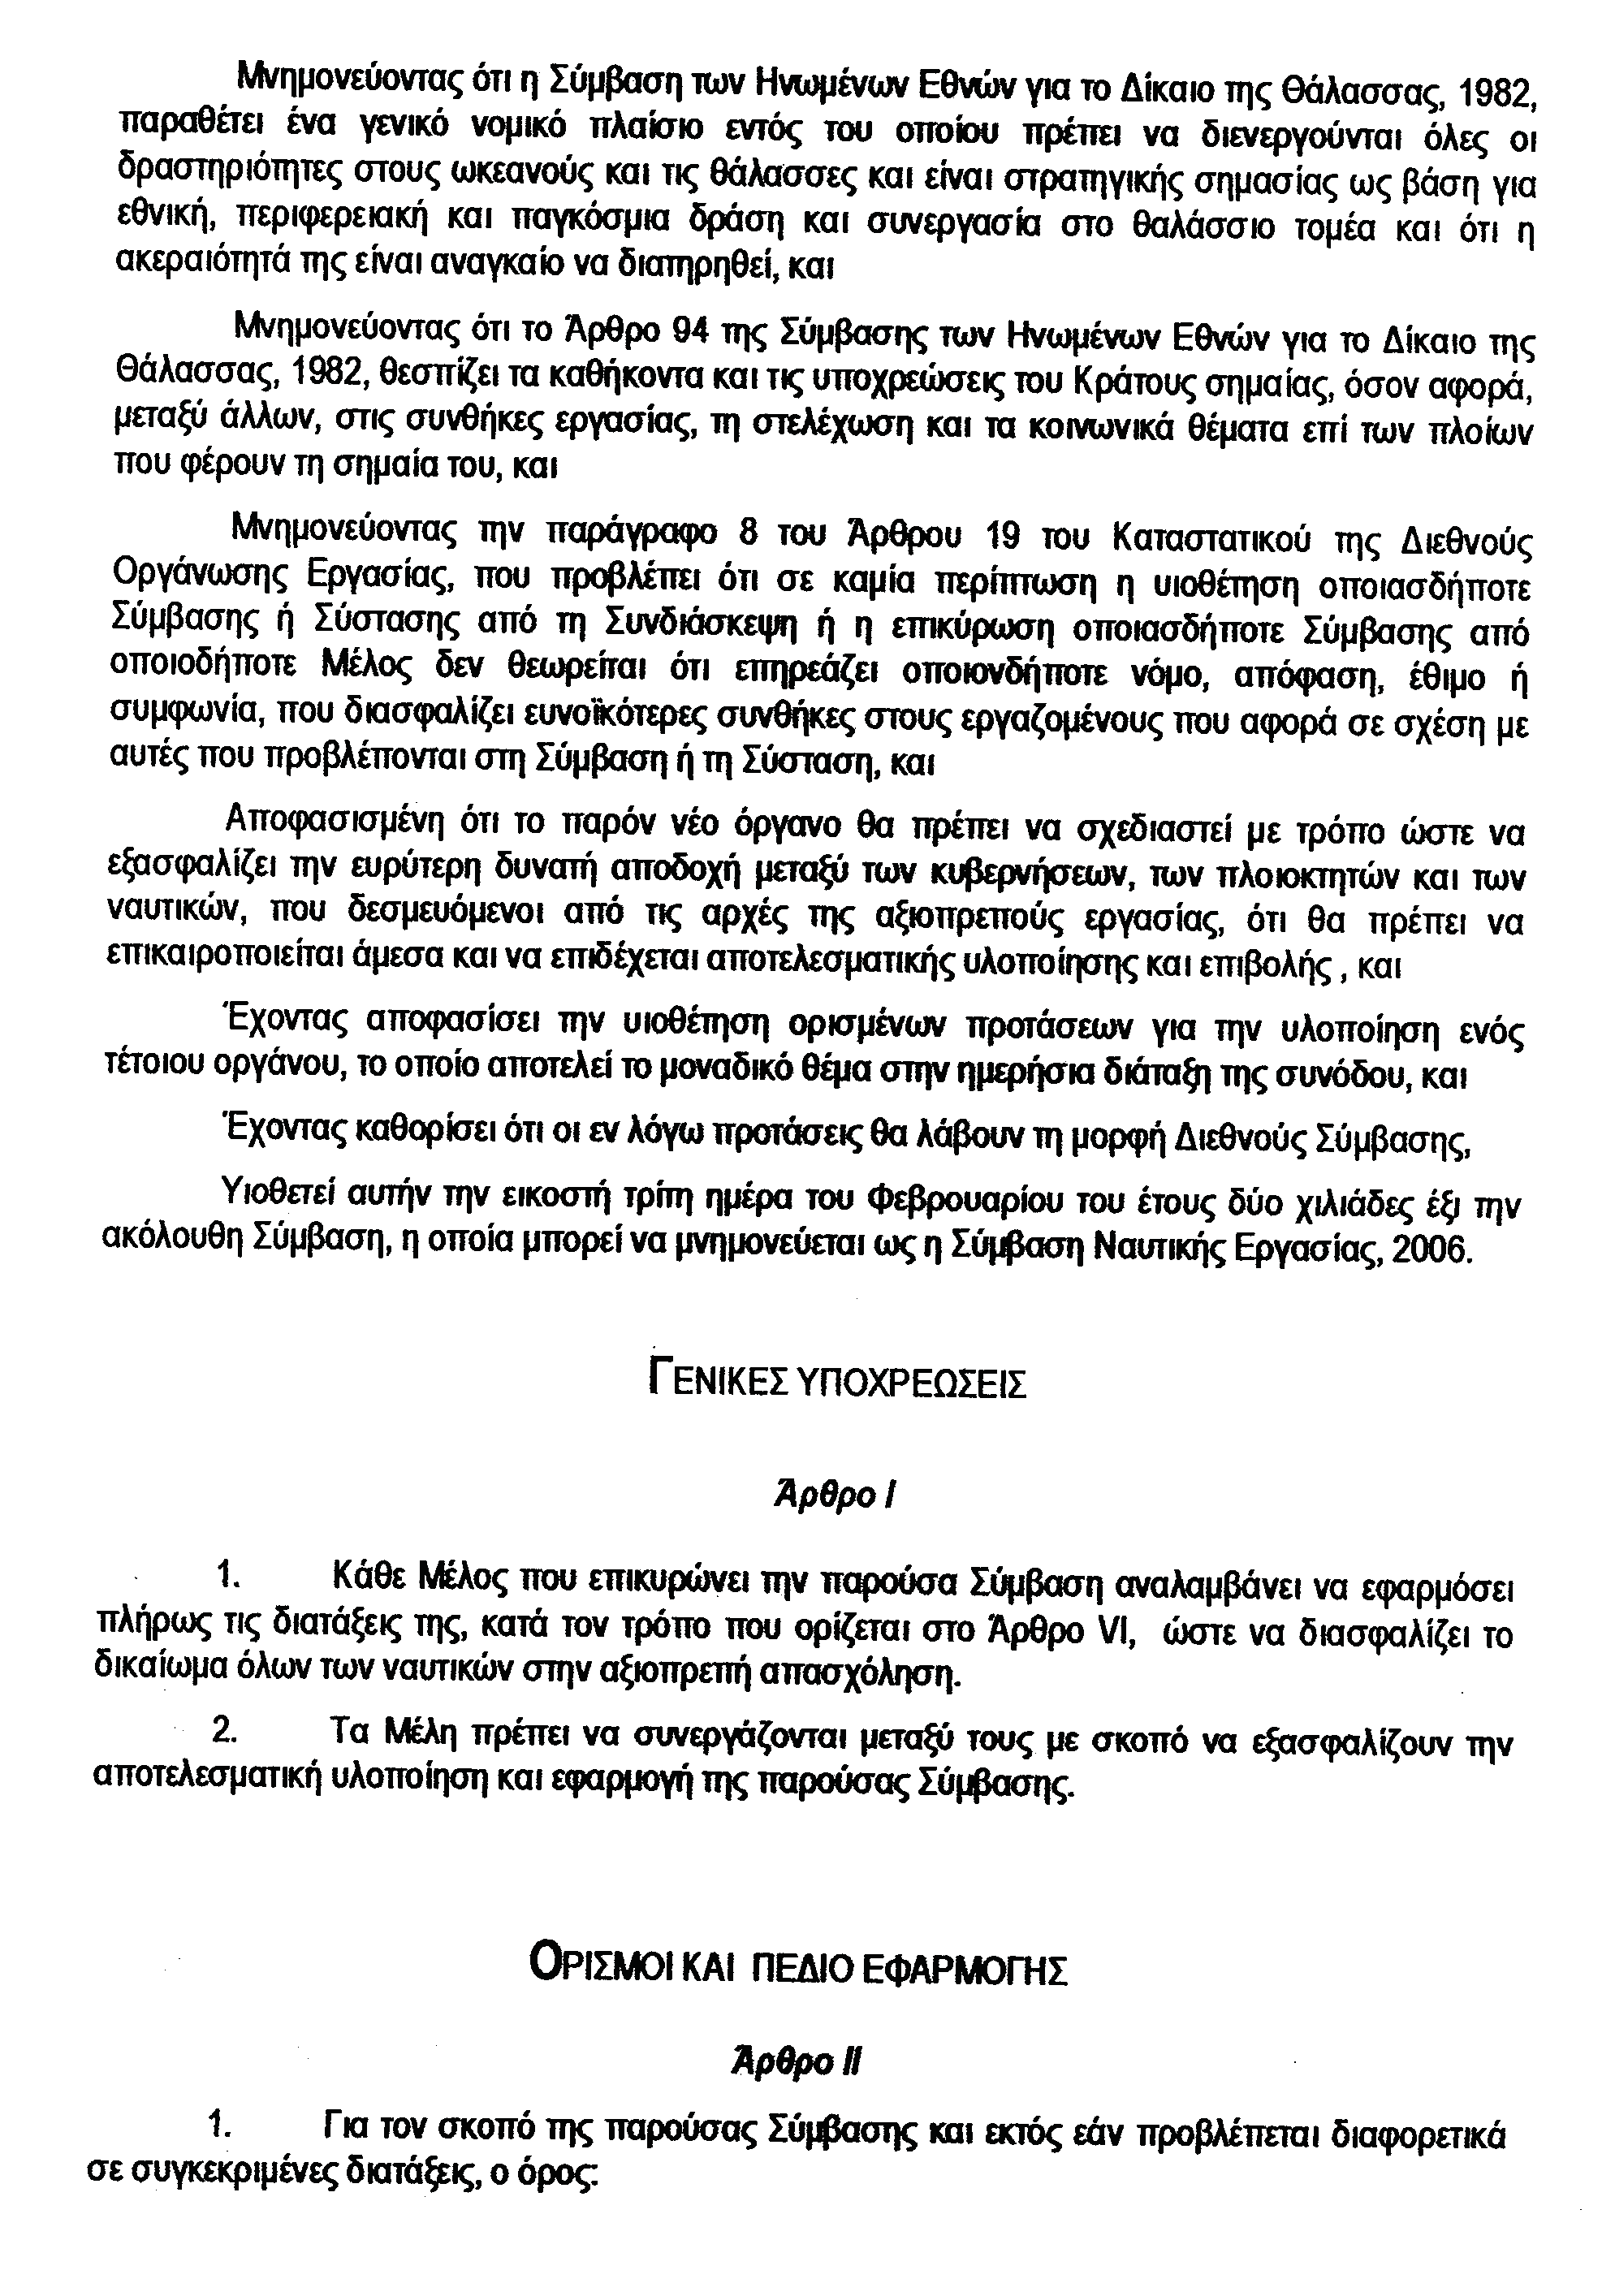 Μνημονεύοντας ότι η Σύμβαση των Ηνωμένων Εθνών για το Δίκαιο της Θάλασσας, 1982,
παραθέτει ένα γενικό νομικό πλαίσιο εντός του οποίου πρέπει να διενεργούνται όλες οι
δραστηριότητες στους ωκεανούς και τις θάλασσες και είναι στρατηγικής σημασίας ως βάση για
εθνική, περιφερειακή και παγκόσμια δράση και συνεργασία στο θαλάσσιο τομέα και ότι η
ακεραιότητά της είναι αναγκαίο να διατηρηθεί, και
Μνημονεύοντας ότι το Άρθρο 94 της Σύμβασης των Ηνωμένων Εθνών για το Δίκαιο της
Θάλασσας, 1982, θεσπίζει τα καθήκοντα και τις υποχρεώσεις του Κράτους σημαίας, όσον αφορά,
μεταξύ άλλων, στις συνθήκες εργασίας, τη στελέχωση και τα κοινωνικά θέματα επί των πλοίων
που φέρουν τη σημαία του, και
Μνημονεύοντας την παράγραφο 8 του Άρθρου 19 του Καταστατικού της Διεθνούς
Οργάνωσης Εργασίας, που προβλέπει ότι σε καμία περίπτωση η υιοθέτηση οποιασδήποτε
Σύμβασης ή Σύστασης από τη Συνδιάσκεψη ή η επικύρωση οποιασδήποτε Σύμβασης από
οποιοδήποτε Μέλος δεν θεωρείται ότι επηρεάζει οποιονδήποτε νόμο, απόφαση, έθιμο ή
συμφωνία, που διασφαλίζει ευνοϊκότερες συνθήκες στους εργαζομένους που αφορά σε σχέση με
αυτές που προβλέπονται στη Σύμβαση ή τη Σύσταση, και
Αποφασισμένη ότι το παρόν νέο όργανο θα πρέπει να σχεδιαστεί με τρόπο ώστε να
εξασφαλίζει την ευρύτερη δυνατή αποδοχή μεταξύ των κυβερνήσεων, των πλοιοκτητών και των
ναυτικών, που δεσμευόμενοι από τις αρχές της αξιοπρεπούς εργασίας, ότι θα πρέπει να
επικαιροποιείται άμεσα και να επιδέχεται αποτελεσματικής υλοποίησης και επιβολής , και
Έχοντας αποφασίσει την υιοθέτηση ορισμένων προτάσεων για την υλοποίηση ενός
τέτοιου οργάνου, το οποίο αποτελεί το μοναδικό θέμα στην ημερήσια διάταξη της συνόδου, και
Έχοντας καθορίσει ότι οι εν λόγω προτάσεις θα λάβουν τη μορφή Διεθνούς Σύμβασης,
Υιοθετεί αυτήν την εικοστή τρίτη ημέρα του Φεβρουαρίου του έτους δύο χιλιάδες έξι την
ακόλουθη Σύμβαση, η οποία μπορεί να μνημονεύεται ως η Σύμβαση Ναυτικής Εργασίας, 2006.
ΓΕΝΙΚΕΣ ΥΠΟΧΡΕΩΣΕΙΣ
Άρθρο I
1. Κάθε Μέλος που επικυρώνει την παρούσα Σύμβαση αναλαμβάνει να εφαρμόσει
πλήρως τις διατάξεις της, κατά τον τρόπο που ορίζεται στο Άρθρο VI, ώστε να διασφαλίζει το
δικαίωμα όλων των ναυτικών στην αξιοπρεπή απασχόληση.
2. Τα Μέλη πρέπει να συνεργάζονται μεταξύ τους με σκοπό να εξασφαλίζουν την
αποτελεσματική υλοποίηση και εφαρμογή της παρούσας Σύμβασης.
ΟΡΙΣΜΟΙ ΚΑΙ ΠΕΔΙΟ ΕΦΑΡΜΟΓΗΣ
Άρθρο II
1. Για τον σκοπό της παρούσας Σύμβασης και εκτός εάν προβλέπεται διαφορετικά
σε συγκεκριμένες διατάξεις, ο όρος: